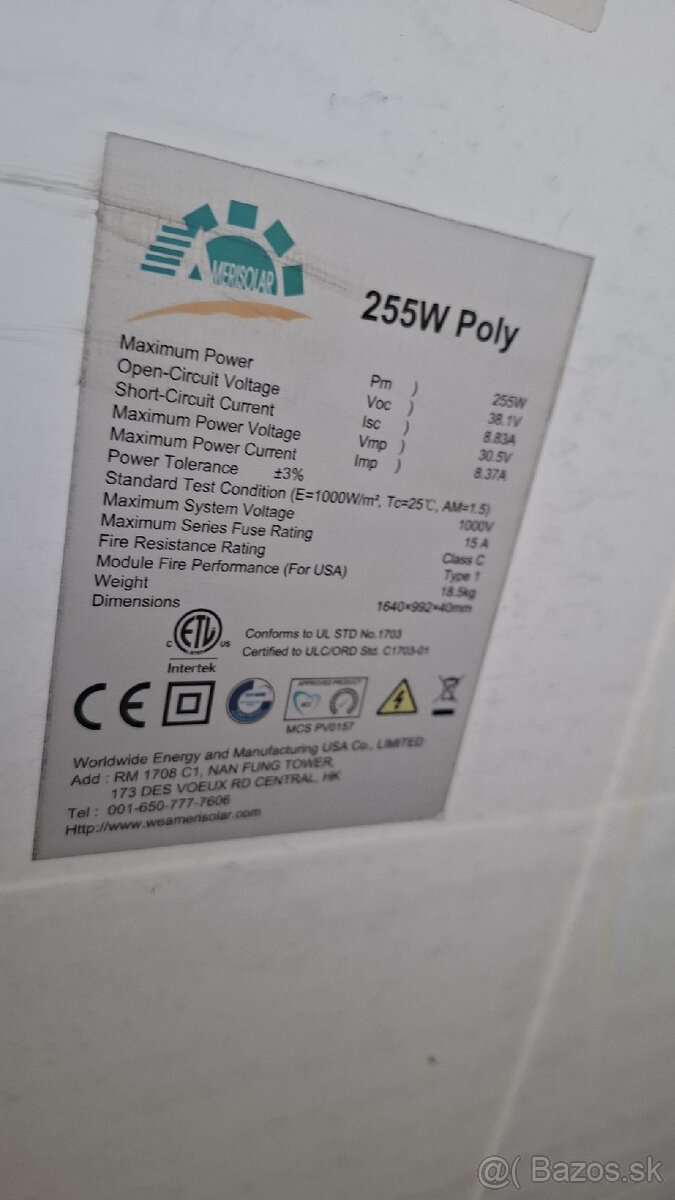 AMERISOLAR
255W Poly
Maximum Power Pm ) 255W
Open-Circuit Voltage Voc ) 38.1V
Short-Circuit Current Isc ) 8.83A
Maximum Power Voltage Vmp ) 30.5V
Maximum Power Current Imp ) 8.37A
Power Tolerance ±3%
Standard Test Condition (E=1000W/m², Tc=25℃, AM=1.5)
Maximum System Voltage 1000V
Maximum Series Fuse Rating 15 A
Fire Resistance Rating Class C
Module Fire Performance (For USA) Type 1
Weight 18.5kg
Dimensions 1640×992×40mm
C ETL US
Intertek
Conforms to UL STD No.1703
Certified to ULC/ORD Std. C1703-01
CE
APPROVED PRODUCT
MCS PV0157
Worldwide Energy and Manufacturing USA Co., LIMITED
Add : RM 1708 C1, NAN FUNG TOWER,
173 DES VOEUX RD CENTRAL, HK
Tel : 001-650-777-7606
Http://www.weamerisolar.com
@( Bazos.sk